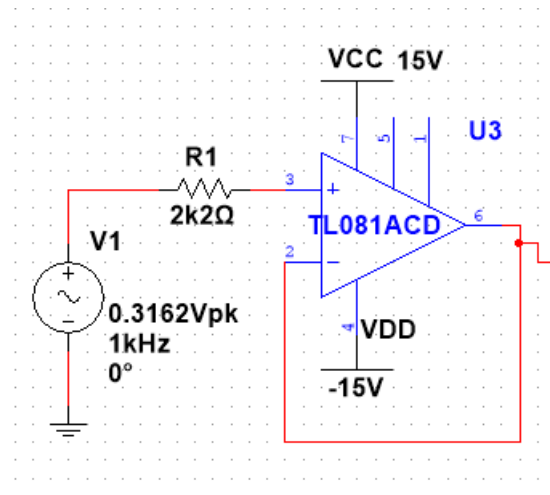 VCC 15V
U3
7
5
1
R1
3
+
2k2Ω
TL081ACD
6
V1
2
−
+
−
0.3162Vpk
1kHz
0°
4
VDD
-15V